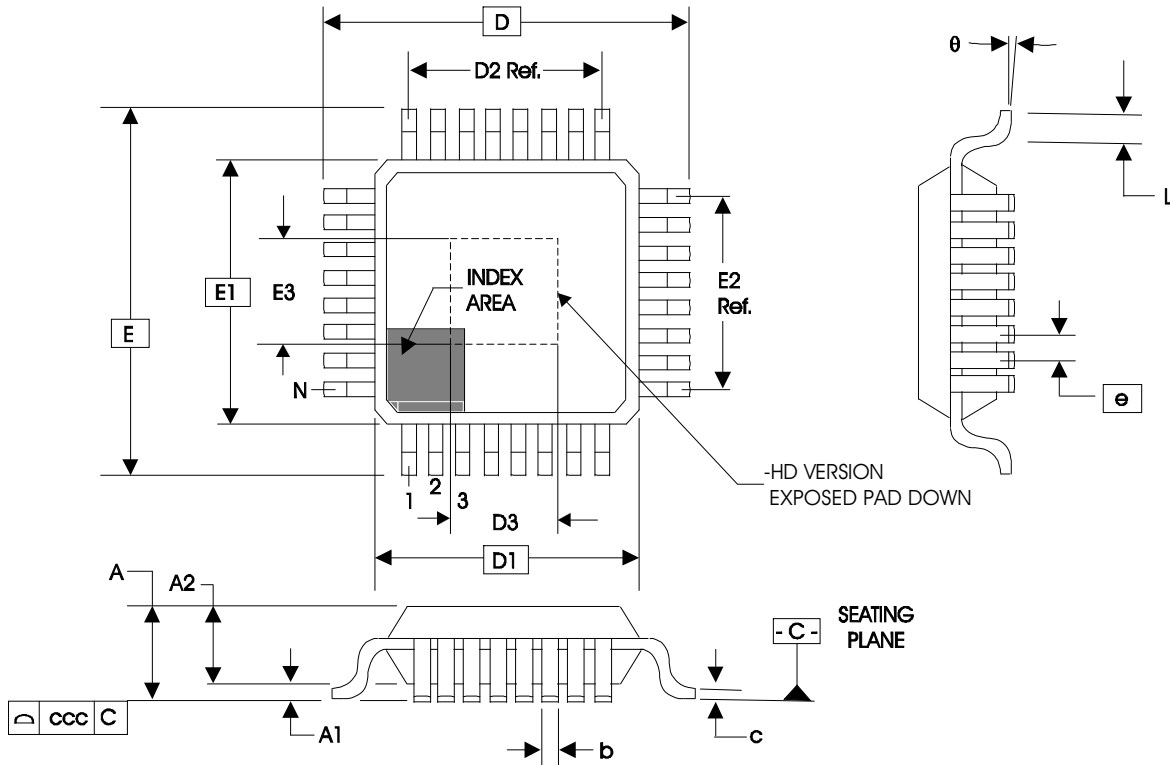 D
D2 Ref.
θ
L
E1
E3
E
INDEX
AREA
E2
Ref.
N
e
1
2
3
-HD VERSION
EXPOSED PAD DOWN
D3
D1
A
A2
- C -
SEATING
PLANE
ccc C
A1
b
c